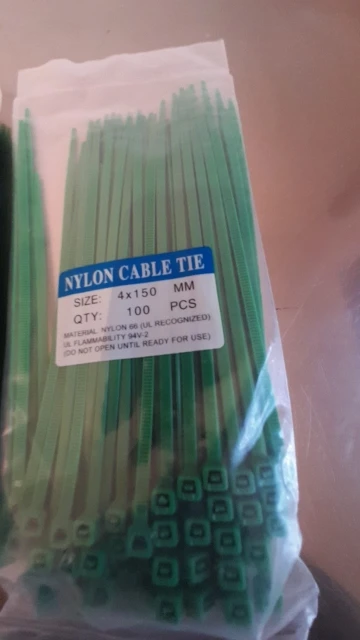 NYLON CABLE TIE
SIZE: 4x150 MM
QTY: 100 PCS
MATERIAL NYLON 66 (UL RECOGNIZED)
UL FLAMMABILITY 94V-2
(DO NOT OPEN UNTIL READY FOR USE)